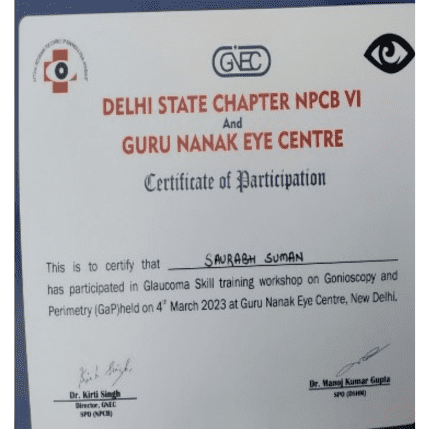 GNEC
DELHI STATE CHAPTER NPCB VI
And
GURU NANAK EYE CENTRE
Certificate of Participation
This is to certify that SAURABH SUMAN
has participated in Glaucoma Skill training workshop on Gonioscopy and
Perimetry (GaP)held on 4th March 2023 at Guru Nanak Eye Centre, New Delhi.
Dr. Kirti Singh
Director, GNEC
SPO (NPCB)
Dr. Manoj Kumar Gupta
SPO (DSHM)